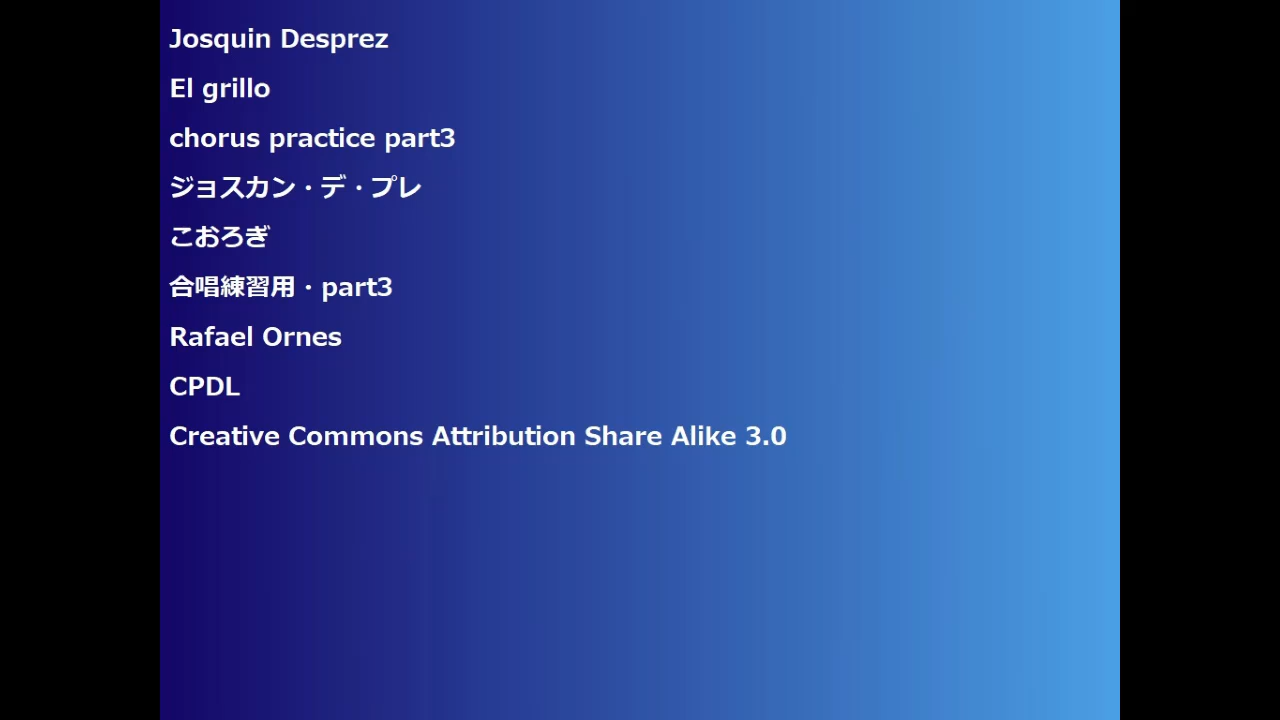 Josquin Desprez
El grillo
chorus practice part3
ジョスカン・デ・プレ
こおろぎ
合唱練習用・part3
Rafael Ornes
CPDL
Creative Commons Attribution Share Alike 3.0